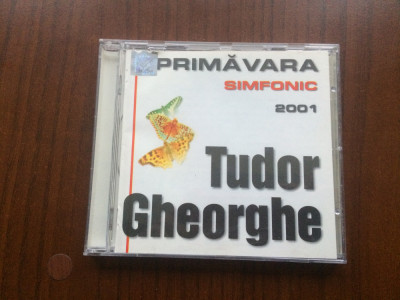 PRIMĂVARA
SIMFONIC
2001
Tudor
Gheorghe